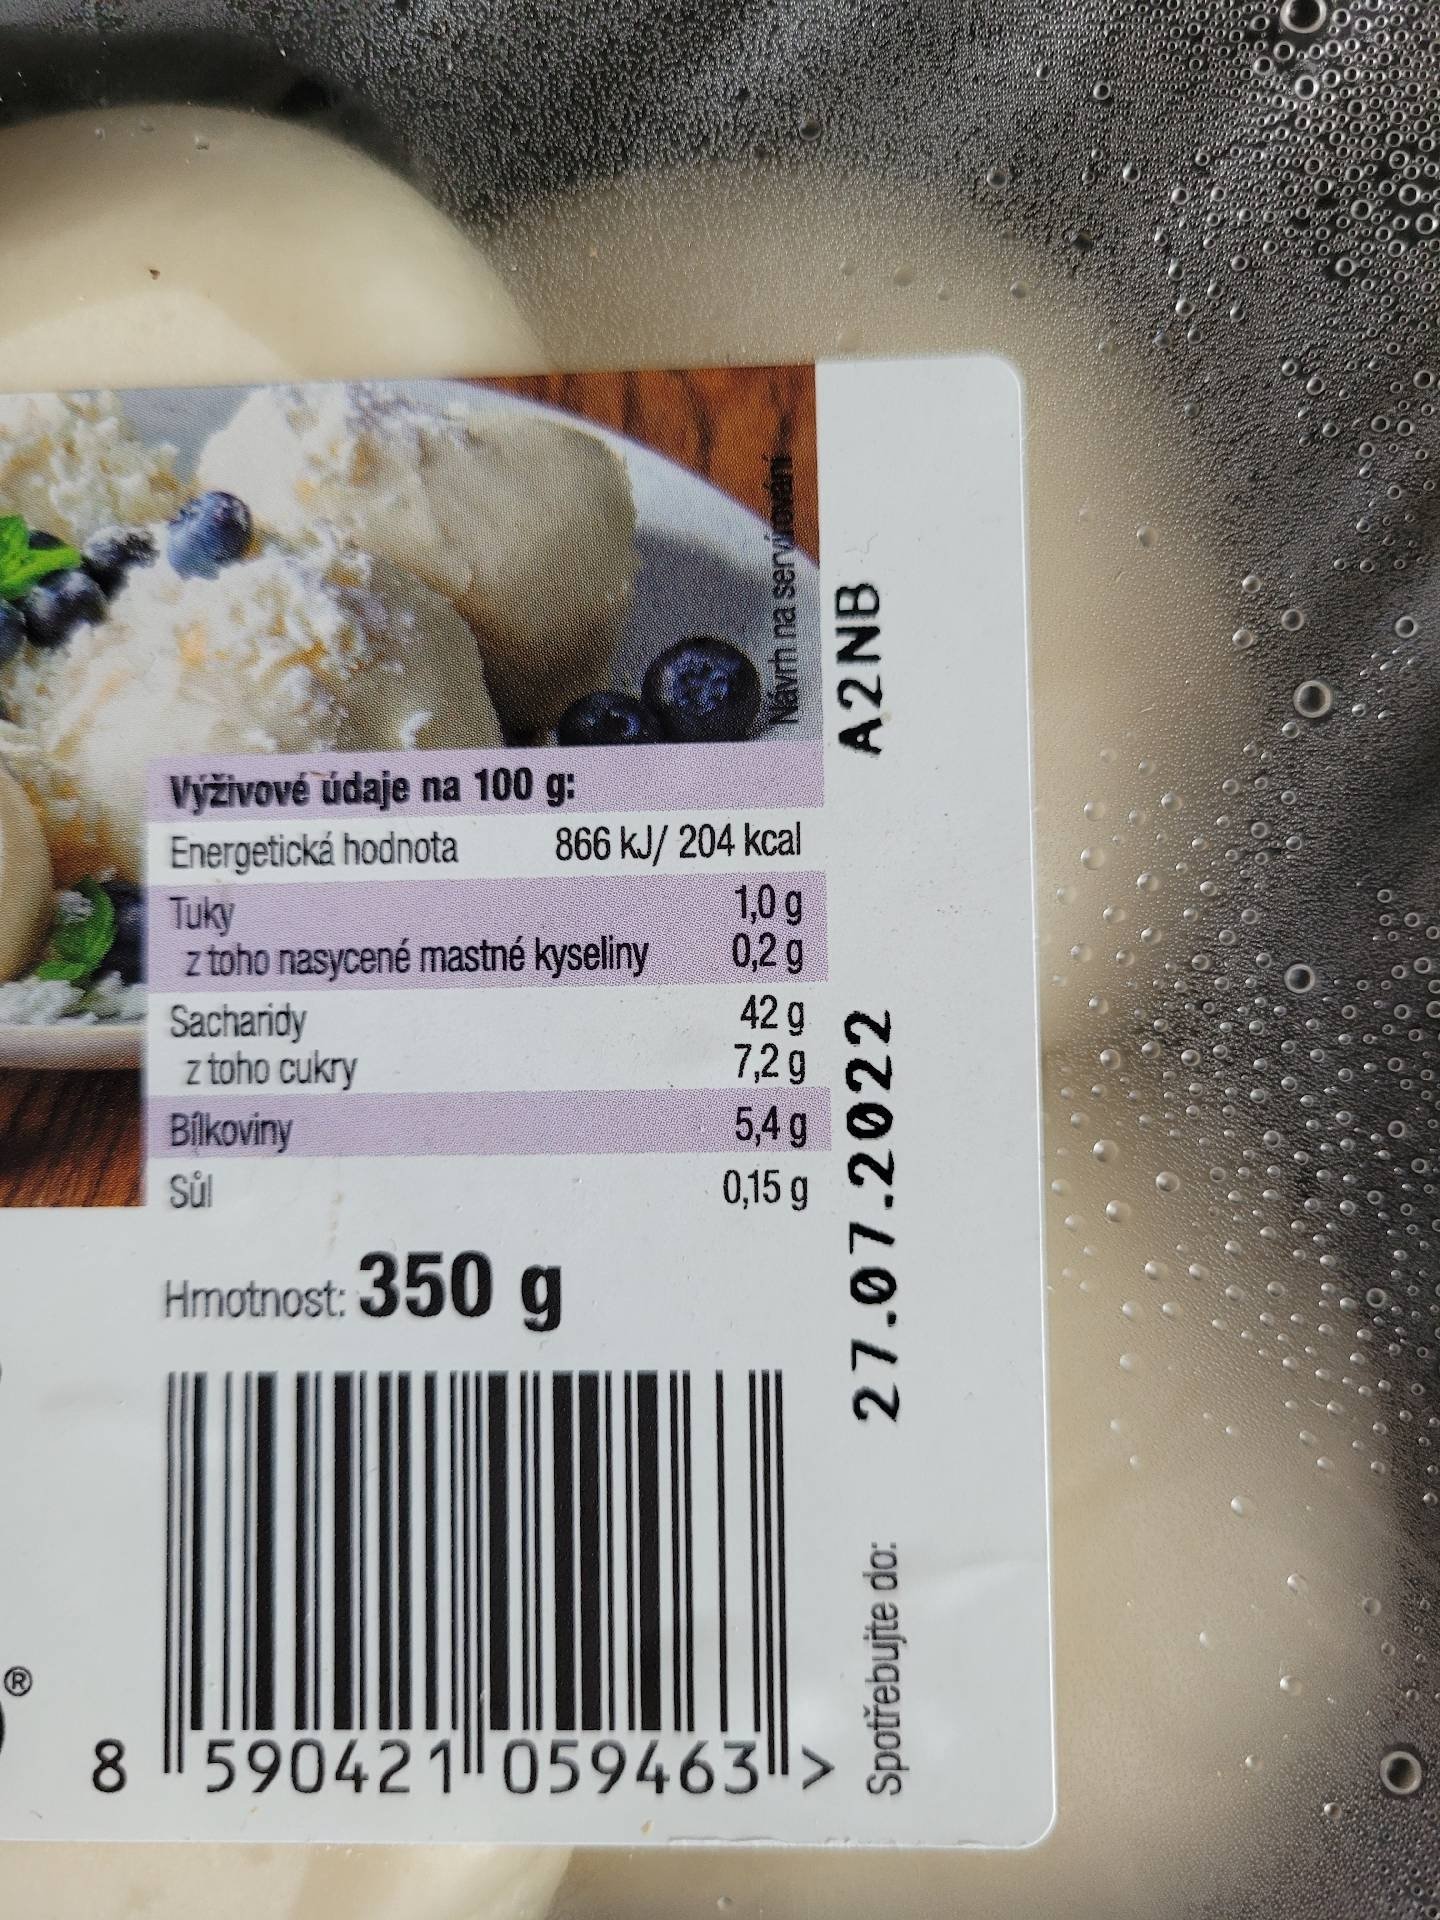 Návrh na servírování
A2NB
Výživové údaje na 100 g:
Energetická hodnota 866 kJ/ 204 kcal
Tuky 1,0 g
z toho nasycené mastné kyseliny 0,2 g
Sacharidy 42 g
z toho cukry 7,2 g
Bílkoviny 5,4 g
Sůl 0,15 g
Hmotnost: 350 g
Spotřebujte do: 27.07.2022
®
8 590421 059463 >